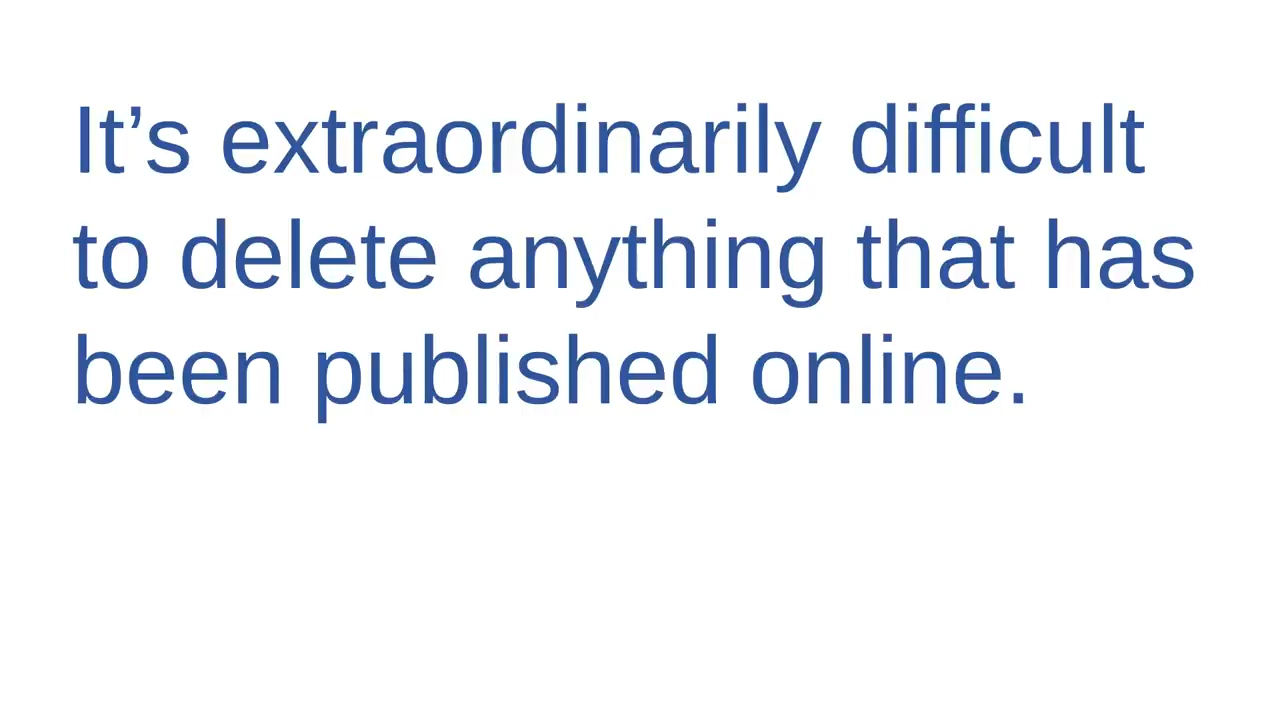 It’s extraordinarily difficult
to delete anything that has
been published online.